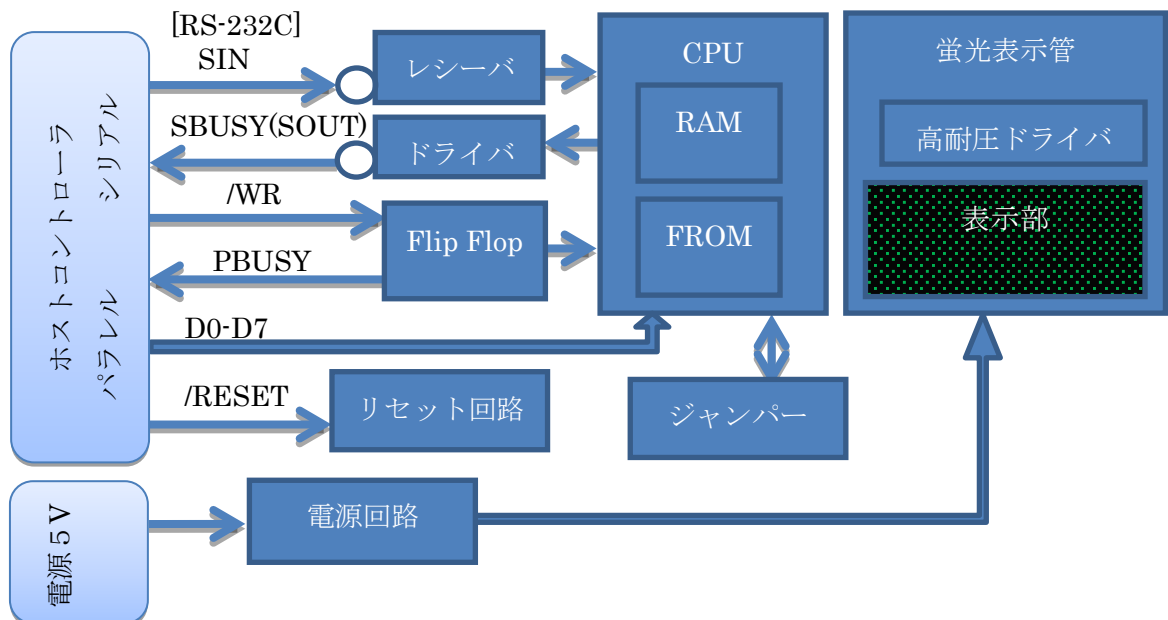 [RS-232C]
SIN
レシーバ
CPU
蛍光表示管
RAM
高耐圧ドライバ
SBUSY(SOUT)
ドライバ
/WR
Flip Flop
FROM
表示部
PBUSY
ホストコントローラ
シリアル
パラレル
D0-D7
/RESET
リセット回路
ジャンパー
電源５V
電源回路